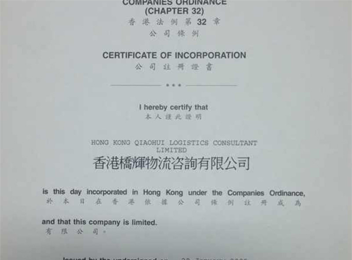 COMPANIES ORDINANCE
(CHAPTER 32)
香港法例第32章
公司條例
CERTIFICATE OF INCORPORATION
公司註冊證書
***
I hereby certify that
本人謹此證明
HONG KONG QIAOHUI LOGISTICS CONSULTANT
LIMITED
香港橋輝物流咨詢有限公司
is this day incorporated in Hong Kong under the Companies Ordinance,
於本日在香港依據公司條例註冊成為
and that this company is limited.
有限公司。
Issued by the undersigned on